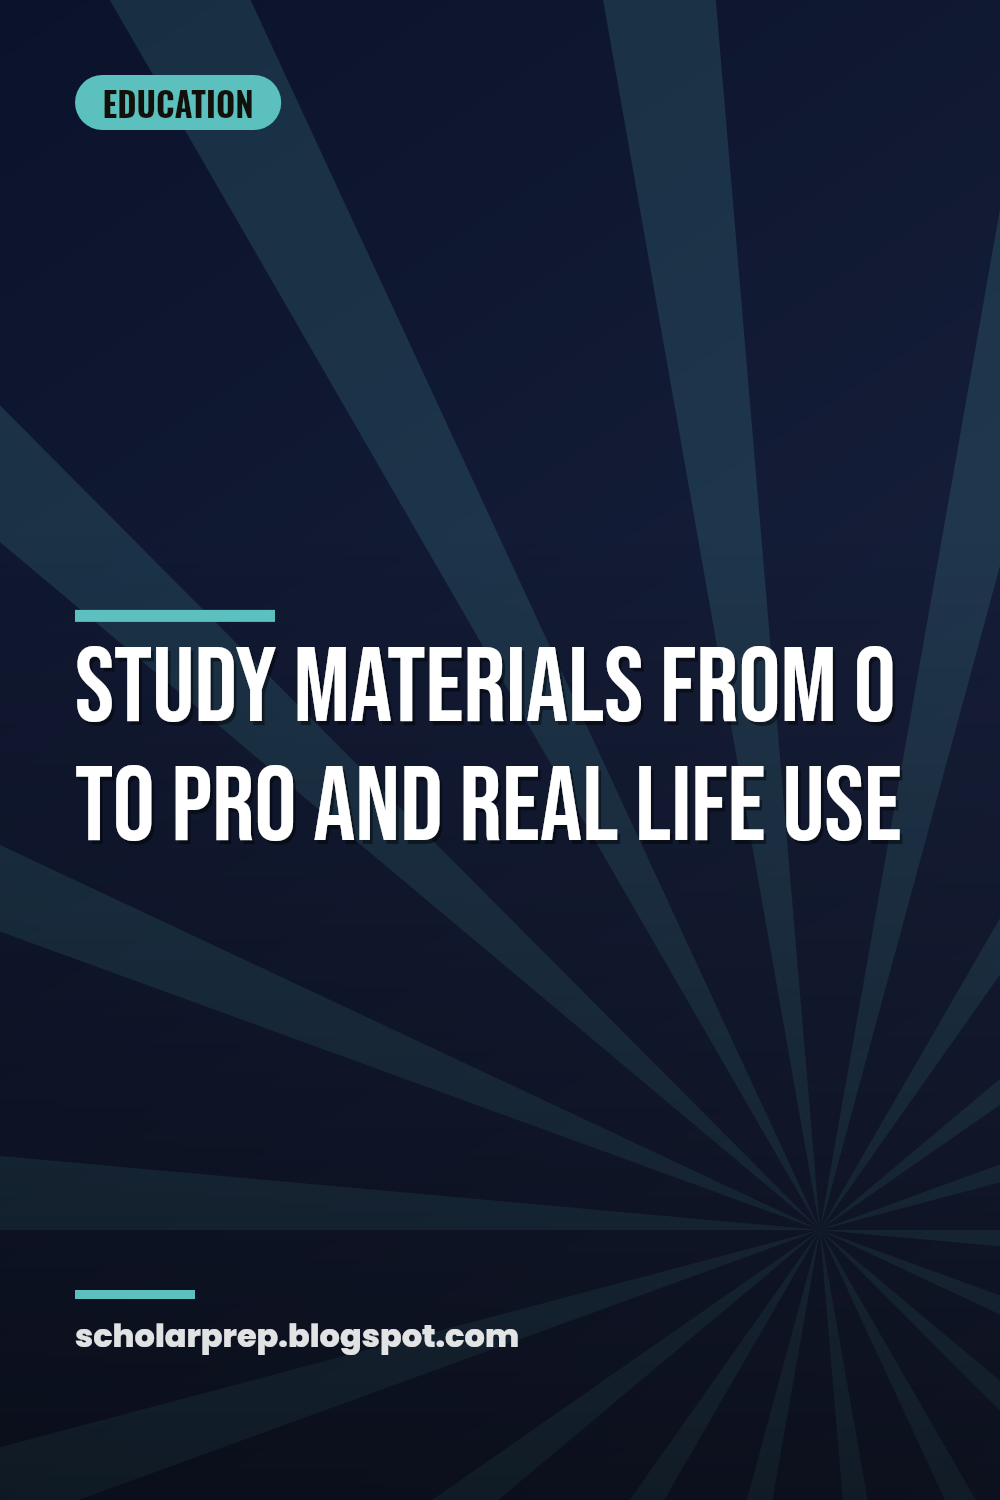 EDUCATION
STUDY MATERIALS FROM 0
TO PRO AND REAL LIFE USE
scholarprep.blogspot.com